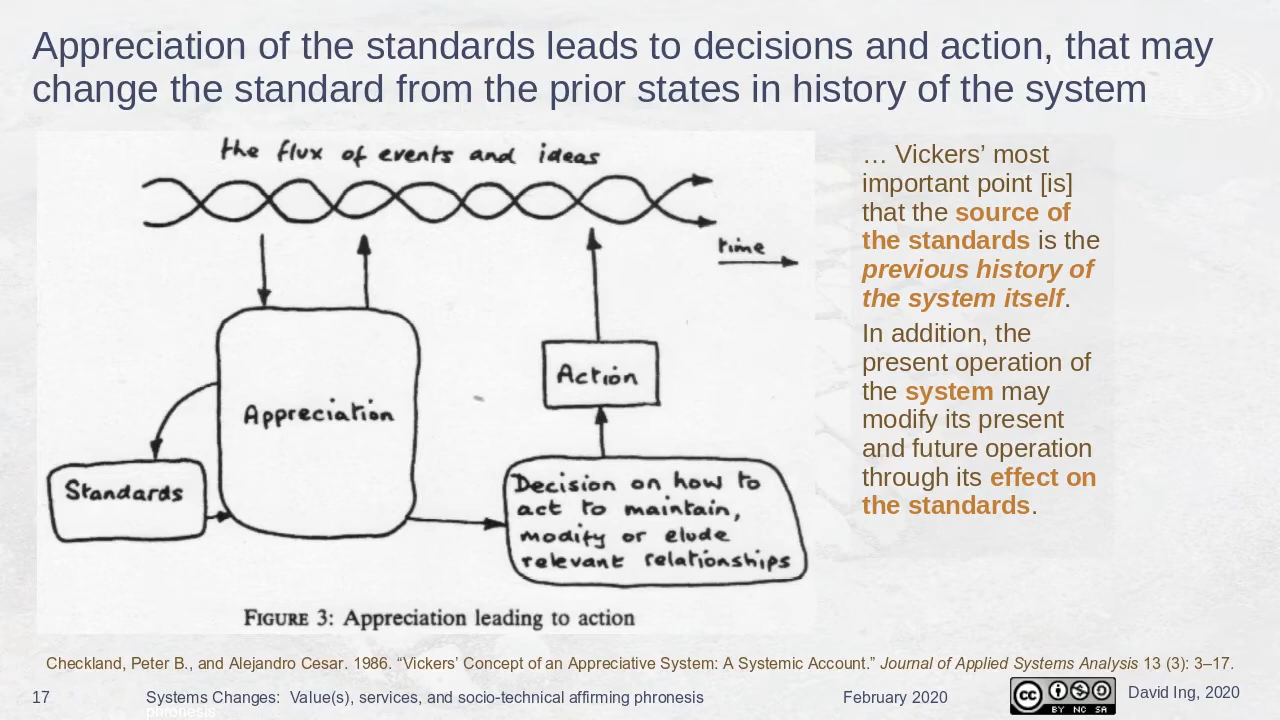 Appreciation of the standards leads to decisions and action, that may
change the standard from the prior states in history of the system
the flux of events and ideas
time
Appreciation
Standards
Action
Decision on how to
act to maintain,
modify or elude
relevant relationships
FIGURE 3: Appreciation leading to action
… Vickers’ most
important point [is]
that the source of
the standards is the
previous history of
the system itself.
In addition, the
present operation of
the system may
modify its present
and future operation
through its effect on
the standards.
Checkland, Peter B., and Alejandro Cesar. 1986. “Vickers’ Concept of an Appreciative System: A Systemic Account.” Journal of Applied Systems Analysis 13 (3): 3–17.
17
Systems Changes: Value(s), services, and socio-technical affirming phronesis
phronesis
February 2020
cc
BY NC SA
David Ing, 2020